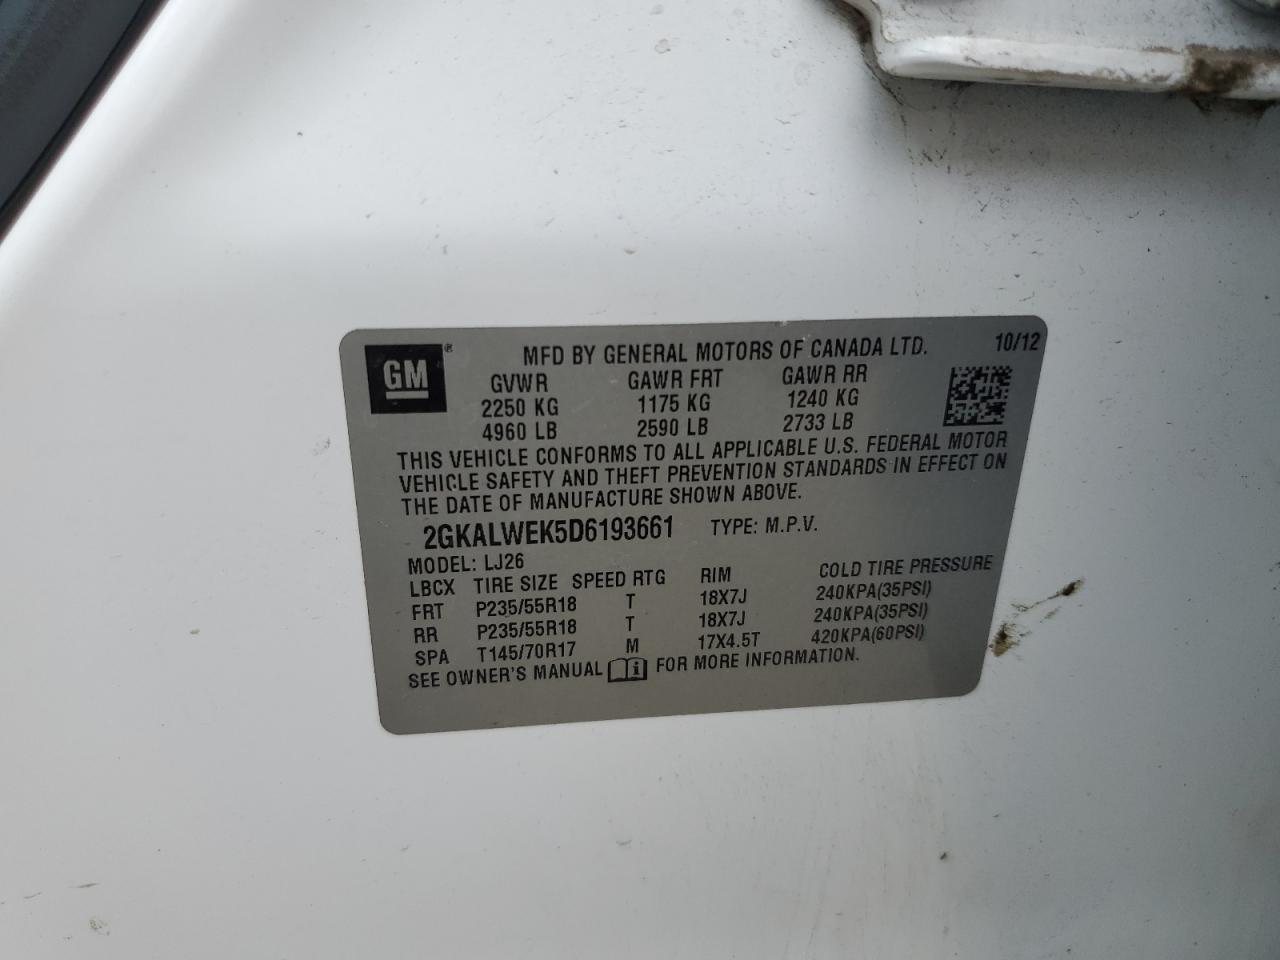 GM ®
MFD BY GENERAL MOTORS OF CANADA LTD. 10/12
GVWR GAWR FRT GAWR RR
2250 KG 1175 KG 1240 KG
4960 LB 2590 LB 2733 LB
THIS VEHICLE CONFORMS TO ALL APPLICABLE U.S. FEDERAL MOTOR
VEHICLE SAFETY AND THEFT PREVENTION STANDARDS IN EFFECT ON
THE DATE OF MANUFACTURE SHOWN ABOVE.
2GKALWEK5D6193661 TYPE: M.P.V.
MODEL: LJ26
LBCX TIRE SIZE SPEED RTG RIM COLD TIRE PRESSURE
FRT P235/55R18 T 18X7J 240KPA(35PSI)
RR P235/55R18 T 18X7J 240KPA(35PSI)
SPA T145/70R17 M 17X4.5T 420KPA(60PSI)
SEE OWNER'S MANUAL i FOR MORE INFORMATION.